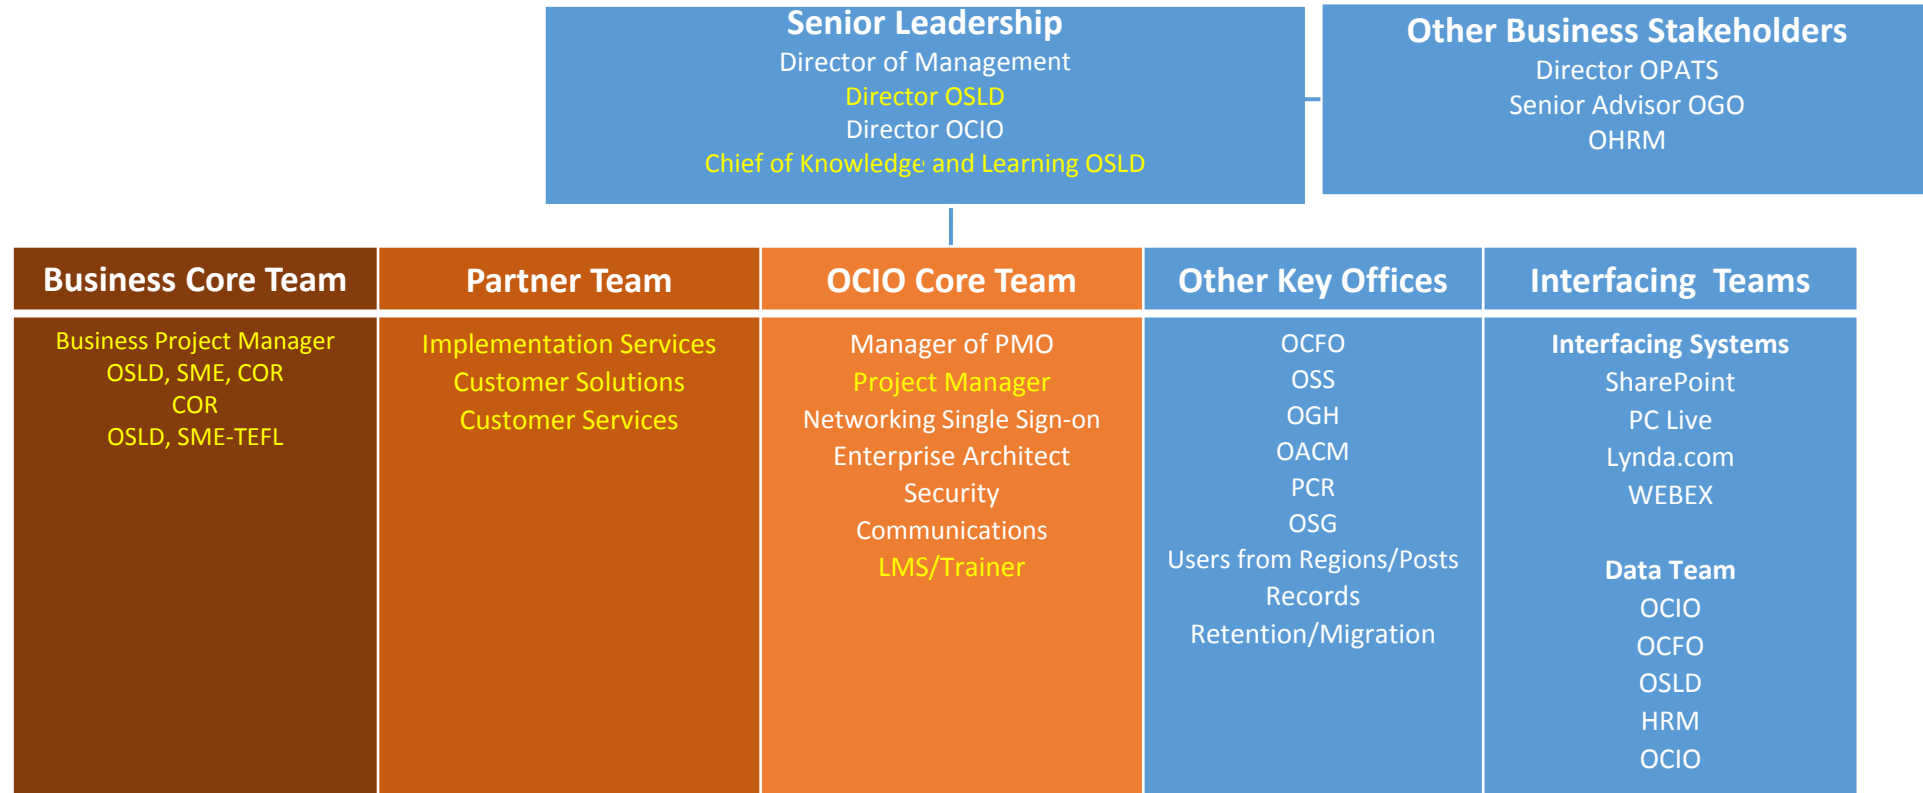 Senior Leadership
Director of Management
Director OSLD
Director OCIO
Chief of Knowledge and Learning OSLD
Other Business Stakeholders
Director OPATS
Senior Advisor OGO
OHRM
Business Core Team
Business Project Manager
OSLD, SME, COR
COR
OSLD, SME-TEFL
Partner Team
Implementation Services
Customer Solutions
Customer Services
OCIO Core Team
Manager of PMO
Project Manager
Networking Single Sign-on
Enterprise Architect
Security
Communications
LMS/Trainer
Other Key Offices
OCFO
OSS
OGH
OACM
PCR
OSG
Users from Regions/Posts
Records
Retention/Migration
Interfacing Teams
Interfacing Systems
SharePoint
PC Live
Lynda.com
WEBEX
Data Team
OCIO
OCFO
OSLD
HRM
OCIO